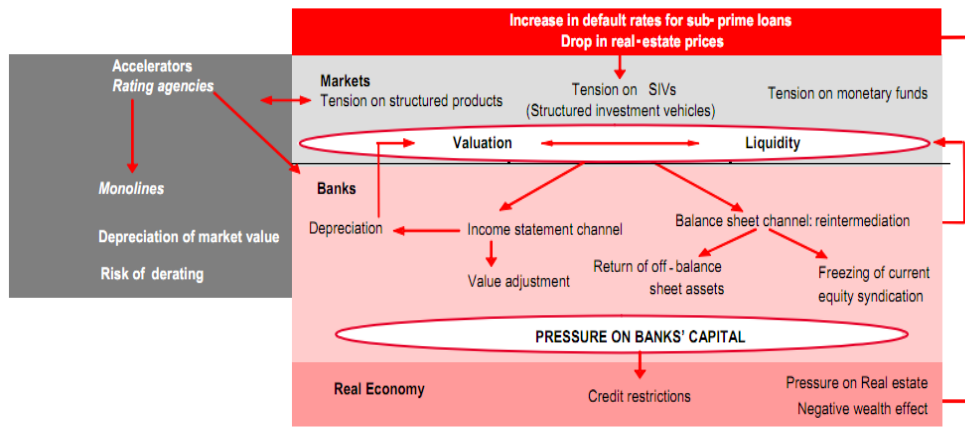 Increase in default rates for sub-prime loans
Drop in real-estate prices
Accelerators
Rating agencies
Markets
Tension on structured products
Tension on SIVs
(Structured investment vehicles)
Tension on monetary funds
Valuation
Liquidity
Monolines
Depreciation of market value
Risk of derating
Banks
Depreciation
Income statement channel
Value adjustment
Balance sheet channel: reintermediation
Return of off-balance
sheet assets
Freezing of current
equity syndication
PRESSURE ON BANKS' CAPITAL
Real Economy
Credit restrictions
Pressure on Real estate
Negative wealth effect